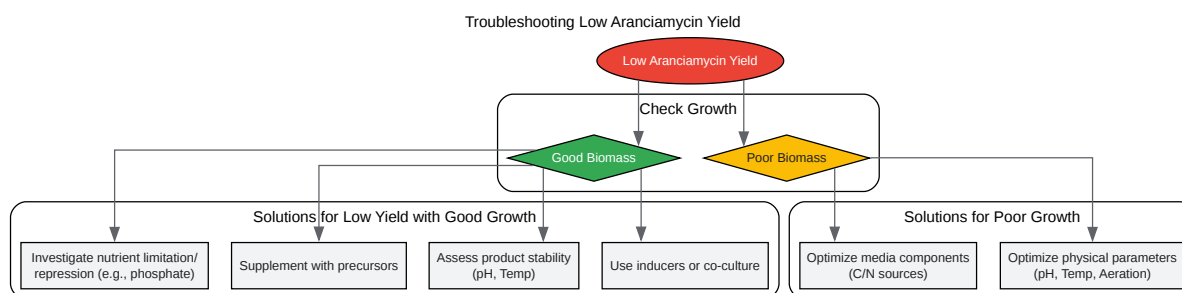 Troubleshooting Low Aranciamycin Yield
Low Aranciamycin Yield
Check Growth
Good Biomass
Poor Biomass
Solutions for Low Yield with Good Growth
Solutions for Poor Growth
Investigate nutrient limitation/
repression (e.g., phosphate)
Supplement with precursors
Assess product stability
(pH, Temp)
Use inducers or co-culture
Optimize media components
(C/N sources)
Optimize physical parameters
(pH, Temp, Aeration)